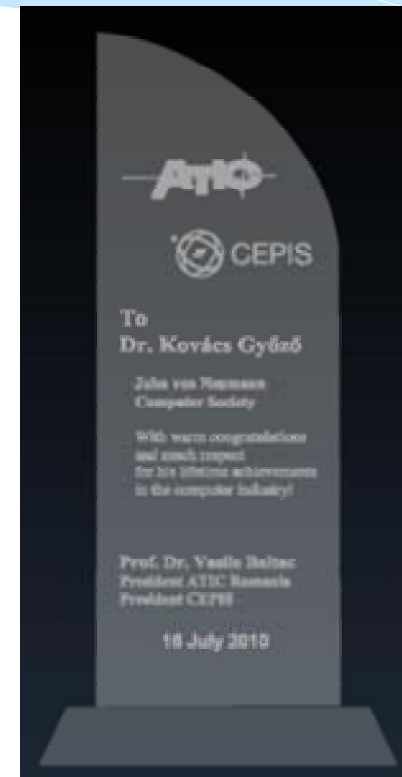 ATIC
CEPIS
To
Dr. Kovács Győző
John von Neumann
Computer Society
With warm congratulations
and much respect
for his lifetime achievements
in the computer industry!
Prof. Dr. Vasile Baltac
President ATIC Romania
President CEPIS
16 July 2010